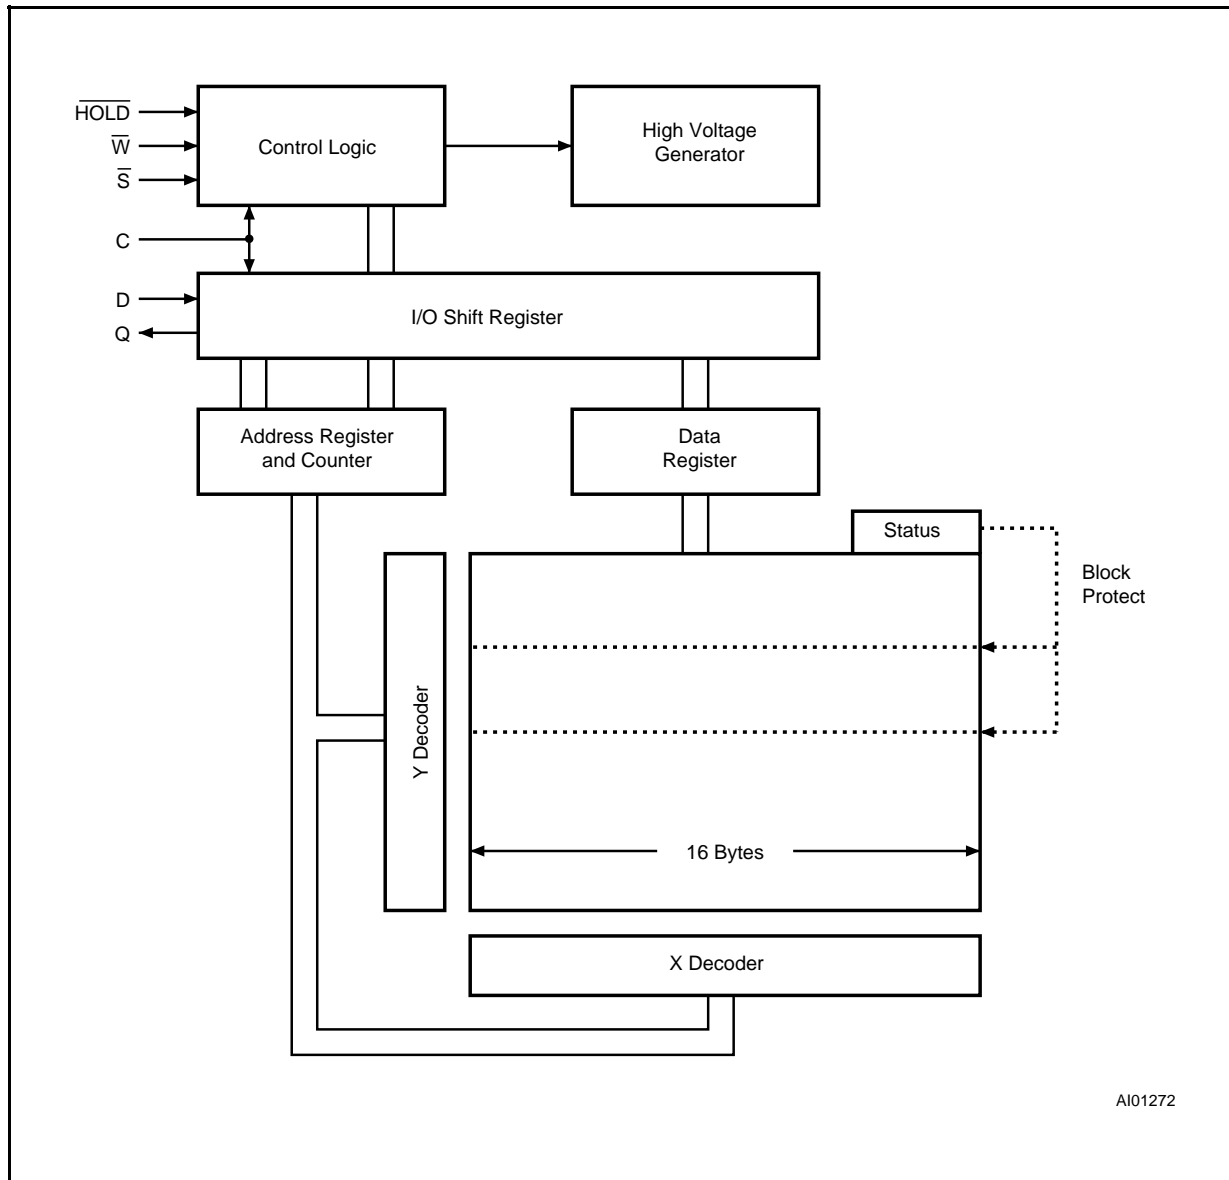 HOLD
W
S
C
D
Q
Control Logic
High Voltage
Generator
I/O Shift Register
Address Register
and Counter
Data
Register
Status
Block
Protect
Y Decoder
16 Bytes
X Decoder
AI01272